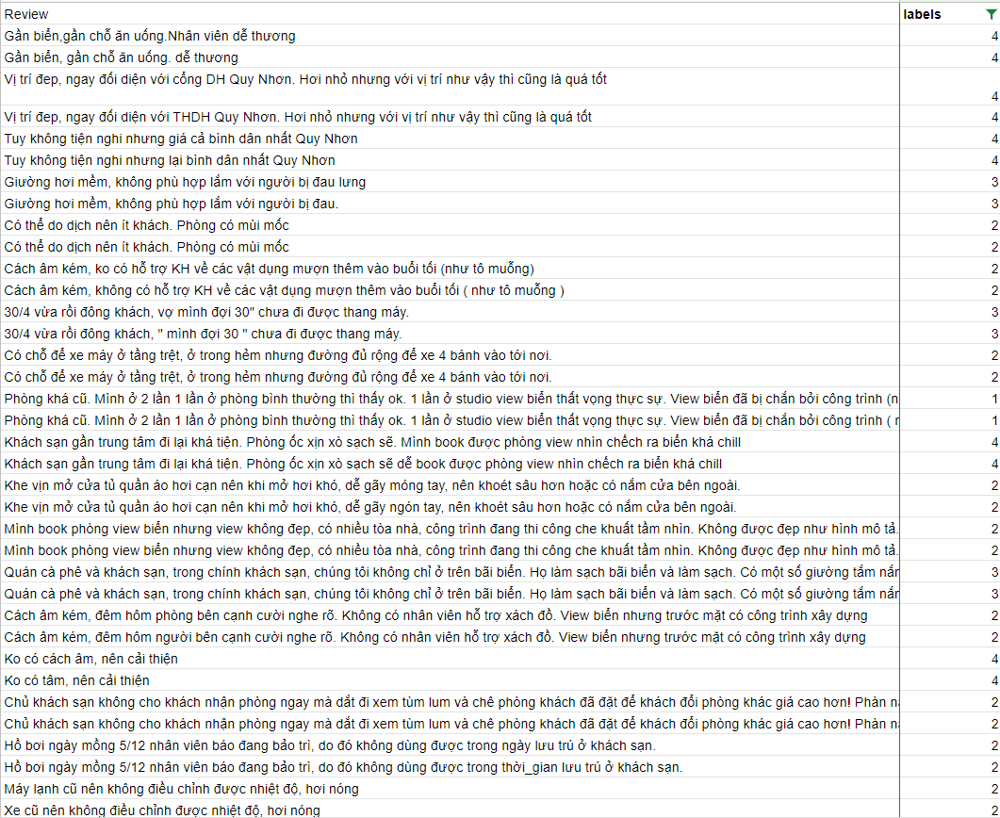 Review labels
Gần biển,gần chỗ ăn uống.Nhân viên dễ thương 4
Gần biển, gần chỗ ăn uống. dễ thương 4
Vị trí đẹp, ngay đối diện với cổng DH Quy Nhơn. Hơi nhỏ nhưng với vị trí như vậy thì cũng là quá tốt 4
Vị trí đẹp, ngay đối diện với THDH Quy Nhơn. Hơi nhỏ nhưng với vị trí như vậy thì cũng là quá tốt 4
Tuy không tiện nghi nhưng giá cả bình dân nhất Quy Nhơn 4
Tuy không tiện nghi nhưng lại bình dân nhất Quy Nhơn 4
Giường hơi mềm, không phù hợp lắm với người bị đau lưng 3
Giường hơi mềm, không phù hợp lắm với người bị đau. 3
Có thể do dịch nên ít khách. Phòng có mùi mốc 2
Có thể do dịch nên ít khách. Phòng có mùi mốc 2
Cách âm kém, ko có hỗ trợ KH về các vật dụng mượn thêm vào buổi tối (như tô muỗng) 2
Cách âm kém, không có hỗ trợ KH về các vật dụng mượn thêm vào buổi tối ( như tô muỗng ) 2
30/4 vừa rồi đông khách, vợ mình đợi 30" chưa đi được thang máy. 3
30/4 vừa rồi đông khách, " mình đợi 30 " chưa đi được thang máy. 3
Có chỗ để xe máy ở tầng trệt, ở trong hẻm nhưng đường đủ rộng để xe 4 bánh vào tới nơi. 2
Có chỗ để xe máy ở tầng trệt, ở trong hẻm nhưng đường đủ rộng để xe 4 bánh vào tới nơi. 2
Phòng khá cũ. Mình ở 2 lần 1 lần ở phòng bình thường thì thấy ok. 1 lần ở studio view biển thất vọng thực sự. View biển đã bị chắn bởi công trình (n 1
Phòng khá cũ. Mình ở 2 lần 1 lần ở phòng bình thường thì thấy ok. 1 lần ở studio view biển thất vọng thực sự. View biển đã bị chắn bởi công trình ( r 1
Khách sạn gần trung tâm đi lại khá tiện. Phòng ốc xịn xò sạch sẽ. Mình book được phòng view nhìn chếch ra biển khá chill 4
Khách sạn gần trung tâm đi lại khá tiện. Phòng ốc xịn xò sạch sẽ dễ book được phòng view nhìn chếch ra biển khá chill 4
Khe vịn mở cửa tủ quần áo hơi cạn nên khi mở hơi khó, dễ gãy móng tay, nên khoét sâu hơn hoặc có nắm cửa bên ngoài. 2
Khe vịn mở cửa tủ quần áo hơi cạn nên khi mở hơi khó, dễ gãy ngón tay, nên khoét sâu hơn hoặc có nắm cửa bên ngoài. 2
Mình book phòng view biển nhưng view không đẹp, có nhiều tòa nhà, công trình đang thi công che khuất tầm nhìn. Không được đẹp như hình mô tả. 2
Mình book phòng view biển nhưng view không đẹp, có nhiều tòa nhà, công trình đang thi công che khuất tầm nhìn. Không được đẹp như hình mô tả. 2
Quán cà phê và khách sạn, trong chính khách sạn, chúng tôi không chỉ ở trên bãi biển. Họ làm sạch bãi biển và làm sạch. Có một số giường tắm nắn 3
Quán cà phê và khách sạn, trong chính khách sạn, chúng tôi không chỉ ở trên bãi biển. Họ làm sạch bãi biển và làm sạch. Có một số giường tắm nắn 3
Cách âm kém, đêm hôm phòng bên cạnh cười nghe rõ. Không có nhân viên hỗ trợ xách đồ. View biển nhưng trước mặt có công trình xây dựng 2
Cách âm kém, đêm hôm người bên cạnh cười nghe rõ. Không có nhân viên hỗ trợ xách đồ. View biển nhưng trước mặt có công trình xây dựng 2
Ko có cách âm, nên cải thiện 4
Ko có tâm, nên cải thiện 4
Chủ khách sạn không cho khách nhận phòng ngay mà dắt đi xem tùm lum và chê phòng khách đã đặt để khách đổi phòng khác giá cao hơn! Phàn nà 2
Chủ khách sạn không cho khách nhận phòng ngay mà dắt đi xem tùm lum và chê phòng khách đã đặt để khách đổi phòng khác giá cao hơn! Phàn nà 2
Hồ bơi ngày mồng 5/12 nhân viên báo đang bảo trì, do đó không dùng được trong ngày lưu trú ở khách sạn. 2
Hồ bơi ngày mồng 5/12 nhân viên báo đang bảo trì, do đó không dùng được trong thời_gian lưu trú ở khách sạn. 2
Máy lạnh cũ nên không điều chỉnh được nhiệt độ, hơi nóng 2
Xe cũ nên không điều chỉnh được nhiệt độ, hơi nóng 2